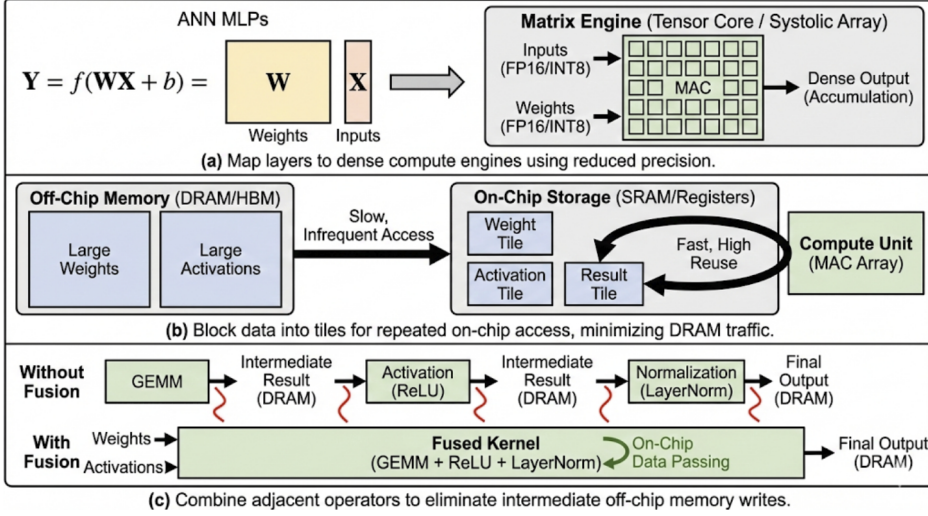 ANN MLPs
Y = f(WX + b) =
W
X
Weights
Inputs
Matrix Engine (Tensor Core / Systolic Array)
Inputs
(FP16/INT8)
Weights
(FP16/INT8)
MAC
Dense Output
(Accumulation)
(a) Map layers to dense compute engines using reduced precision.
Off-Chip Memory (DRAM/HBM)
Large
Weights
Large
Activations
Slow,
Infrequent Access
On-Chip Storage (SRAM/Registers)
Weight
Tile
Activation
Tile
Result
Tile
Fast, High
Reuse
Compute Unit
(MAC Array)
(b) Block data into tiles for repeated on-chip access, minimizing DRAM traffic.
Without
Fusion
GEMM
Intermediate
Result
(DRAM)
Activation
(ReLU)
Intermediate
Result
(DRAM)
Normalization
(LayerNorm)
Final
Output
(DRAM)
With
Fusion
Weights
Activations
Fused Kernel
(GEMM + ReLU + LayerNorm)
On-Chip
Data Passing
Final Output
(DRAM)
(c) Combine adjacent operators to eliminate intermediate off-chip memory writes.